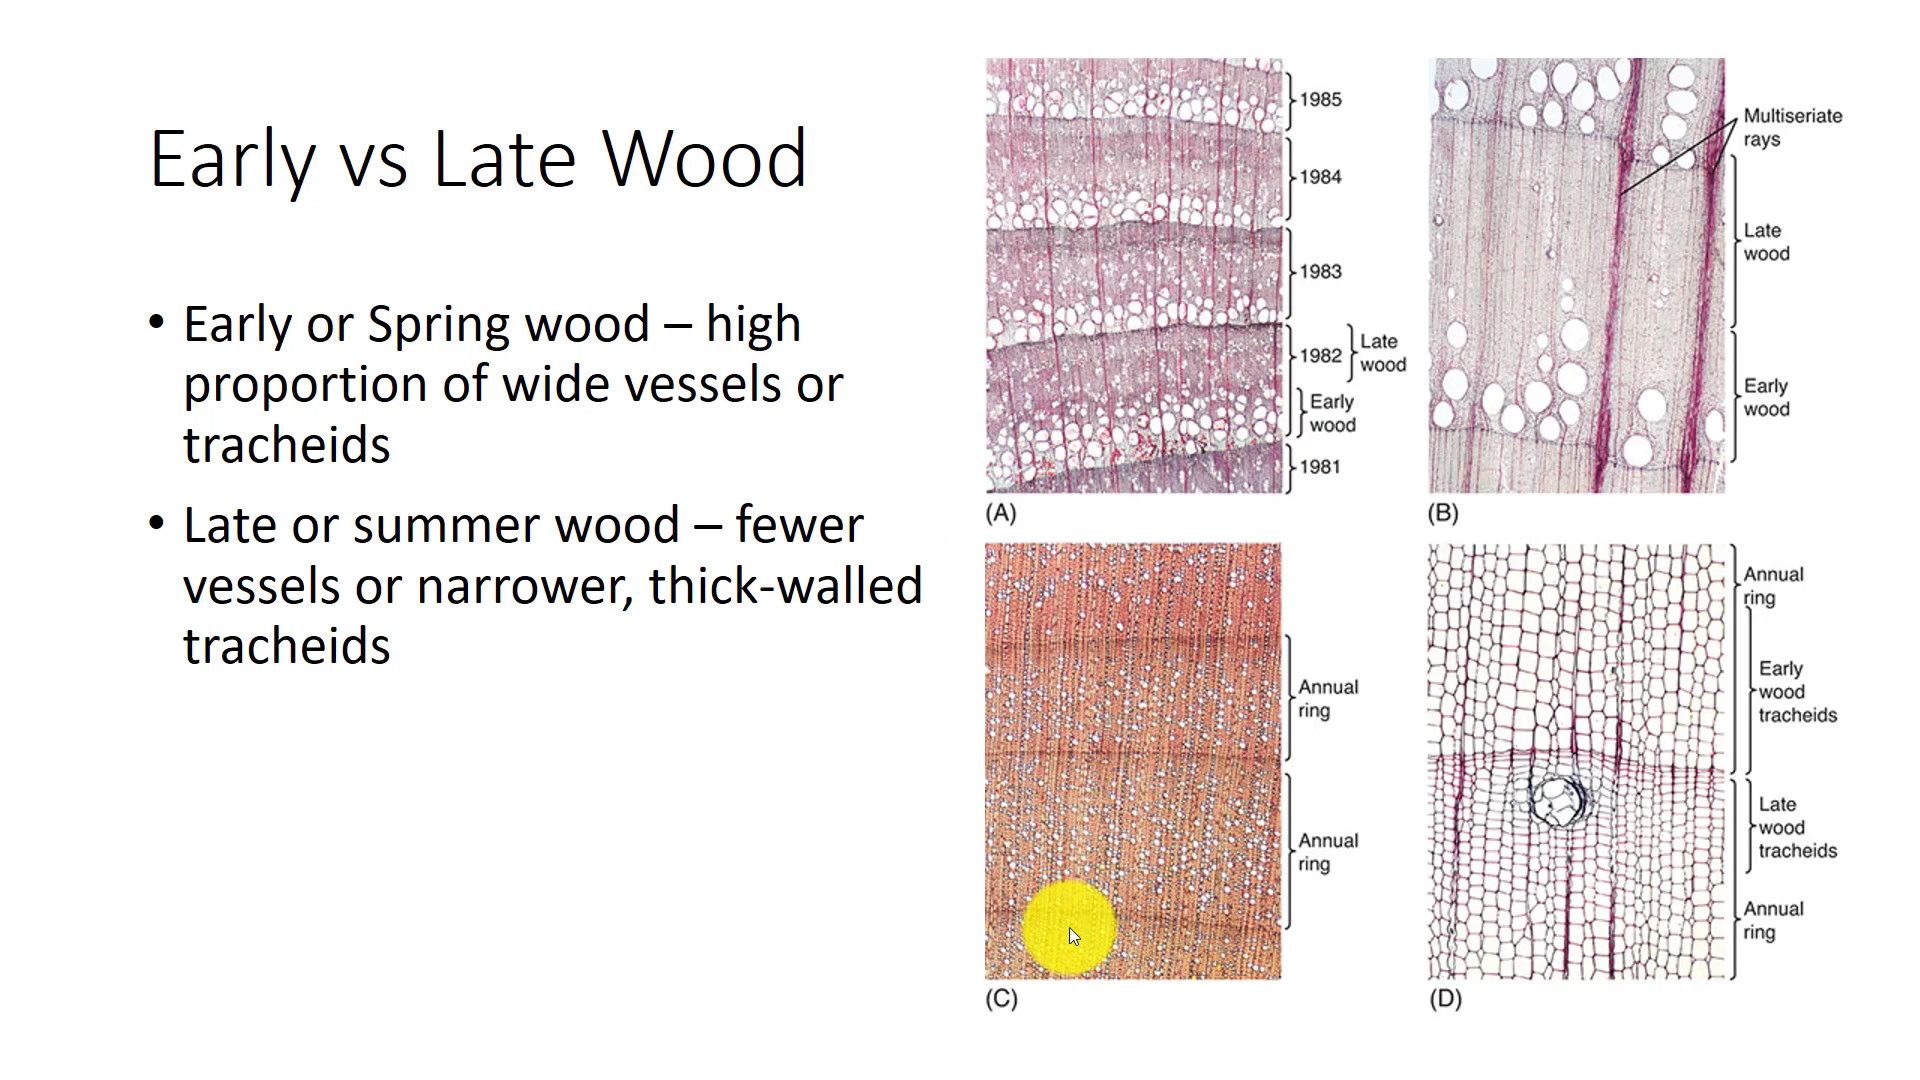 Early vs Late Wood
• Early or Spring wood – high
proportion of wide vessels or
tracheids
• Late or summer wood – fewer
vessels or narrower, thick-walled
tracheids
1985
1984
1983
1982
Late
wood
Early
wood
1981
(A)
Multiseriate
rays
Late
wood
Early
wood
(B)
Annual
ring
Annual
ring
(C)
Annual
ring
Early
wood
tracheids
Late
wood
tracheids
Annual
ring
(D)